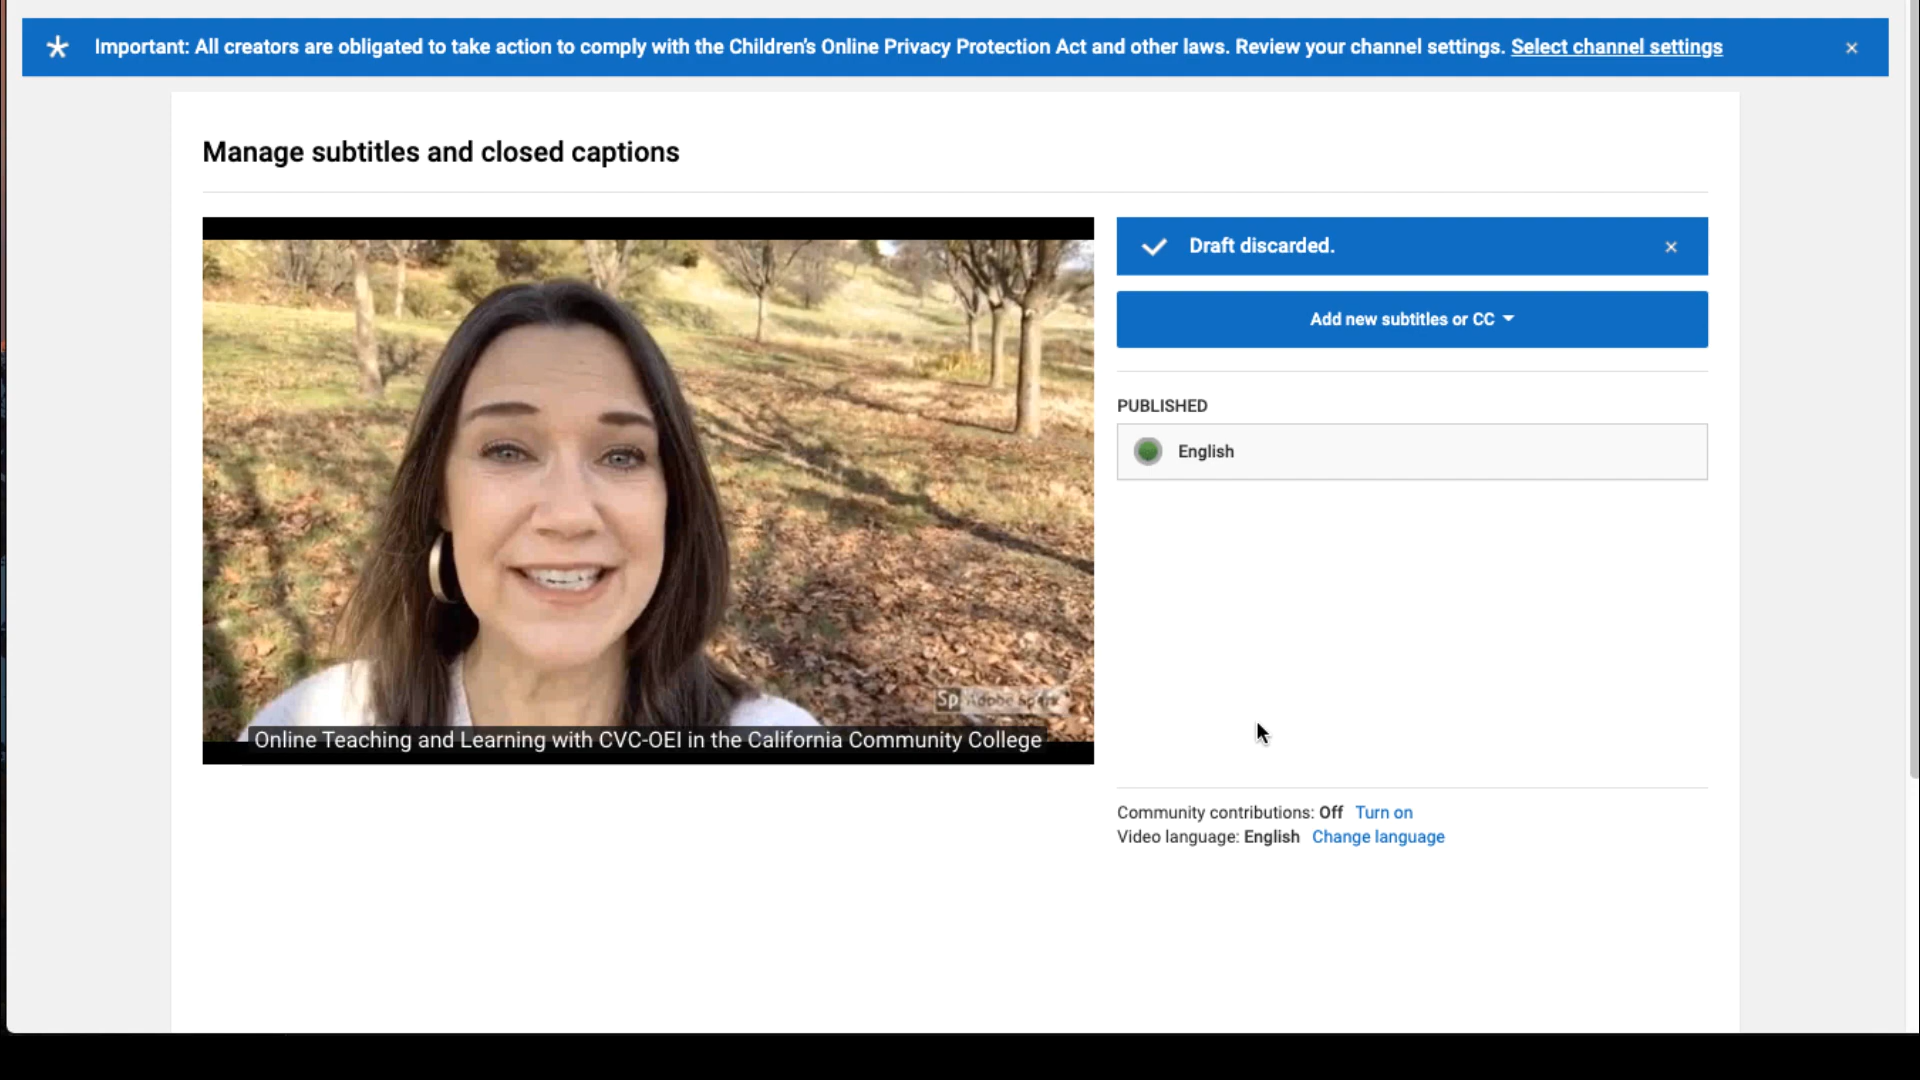 Important: All creators are obligated to take action to comply with the Children's Online Privacy Protection Act and other laws. Review your channel settings. Select channel settings
Manage subtitles and closed captions
Draft discarded.
Add new subtitles or CC
PUBLISHED
English
Sp Adobe Spark
Online Teaching and Learning with CVC-OEI in the California Community College
Community contributions: Off Turn on
Video language: English Change language